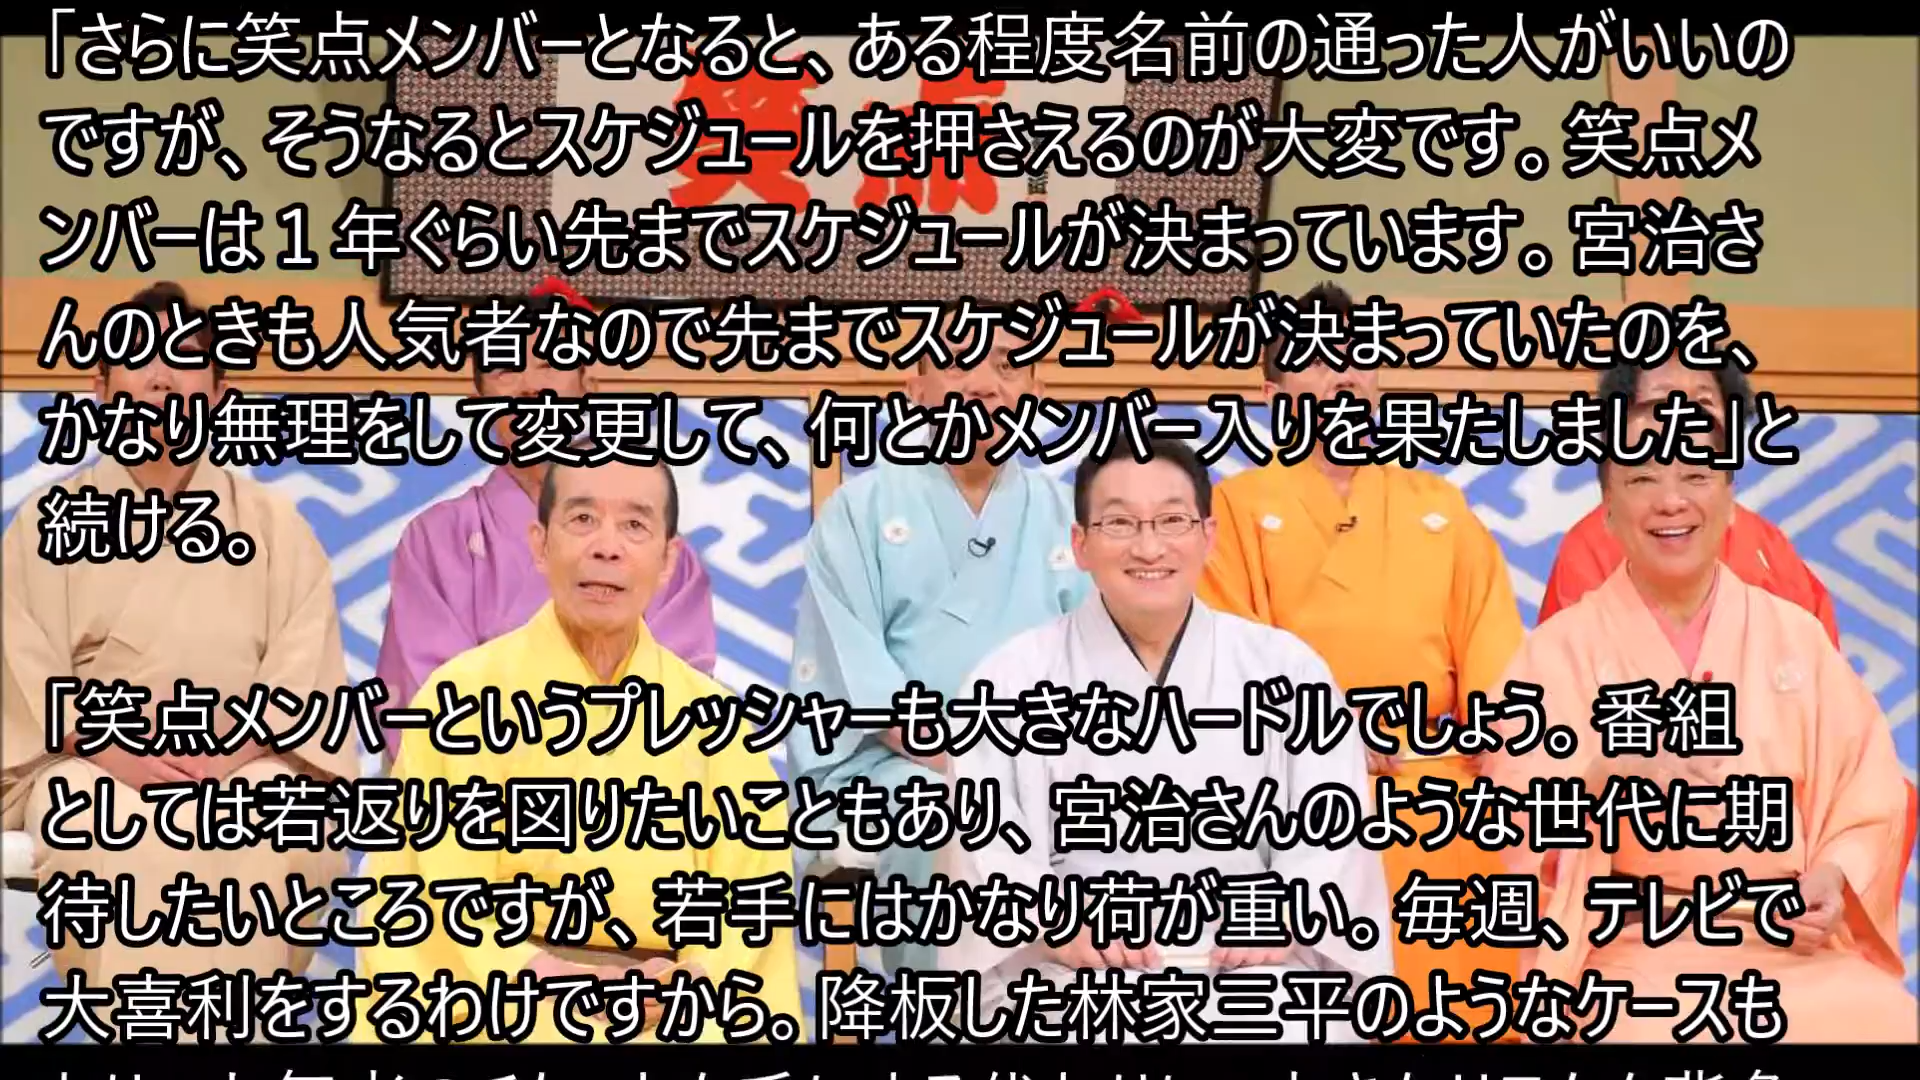 「さらに笑点メンバーとなると、ある程度名前の通った人がいいの
ですが、そうなるとスケジュールを押さえるのが大変です。笑点メ
ンバーは１年ぐらい先までスケジュールが決まっています。宮治さ
んのときも人気者なので先までスケジュールが決まっていたのを、
かなり無理をして変更して、何とかメンバー入りを果たしました」と
続ける。
「笑点メンバーというプレッシャーも大きなハードルでしょう。番組
としては若返りを図りたいこともあり、宮治さんのような世代に期
待したいところですが、若手にはかなり荷が重い。毎週、テレビで
大喜利をするわけですから。降板した林家三平のようなケースも
笑点